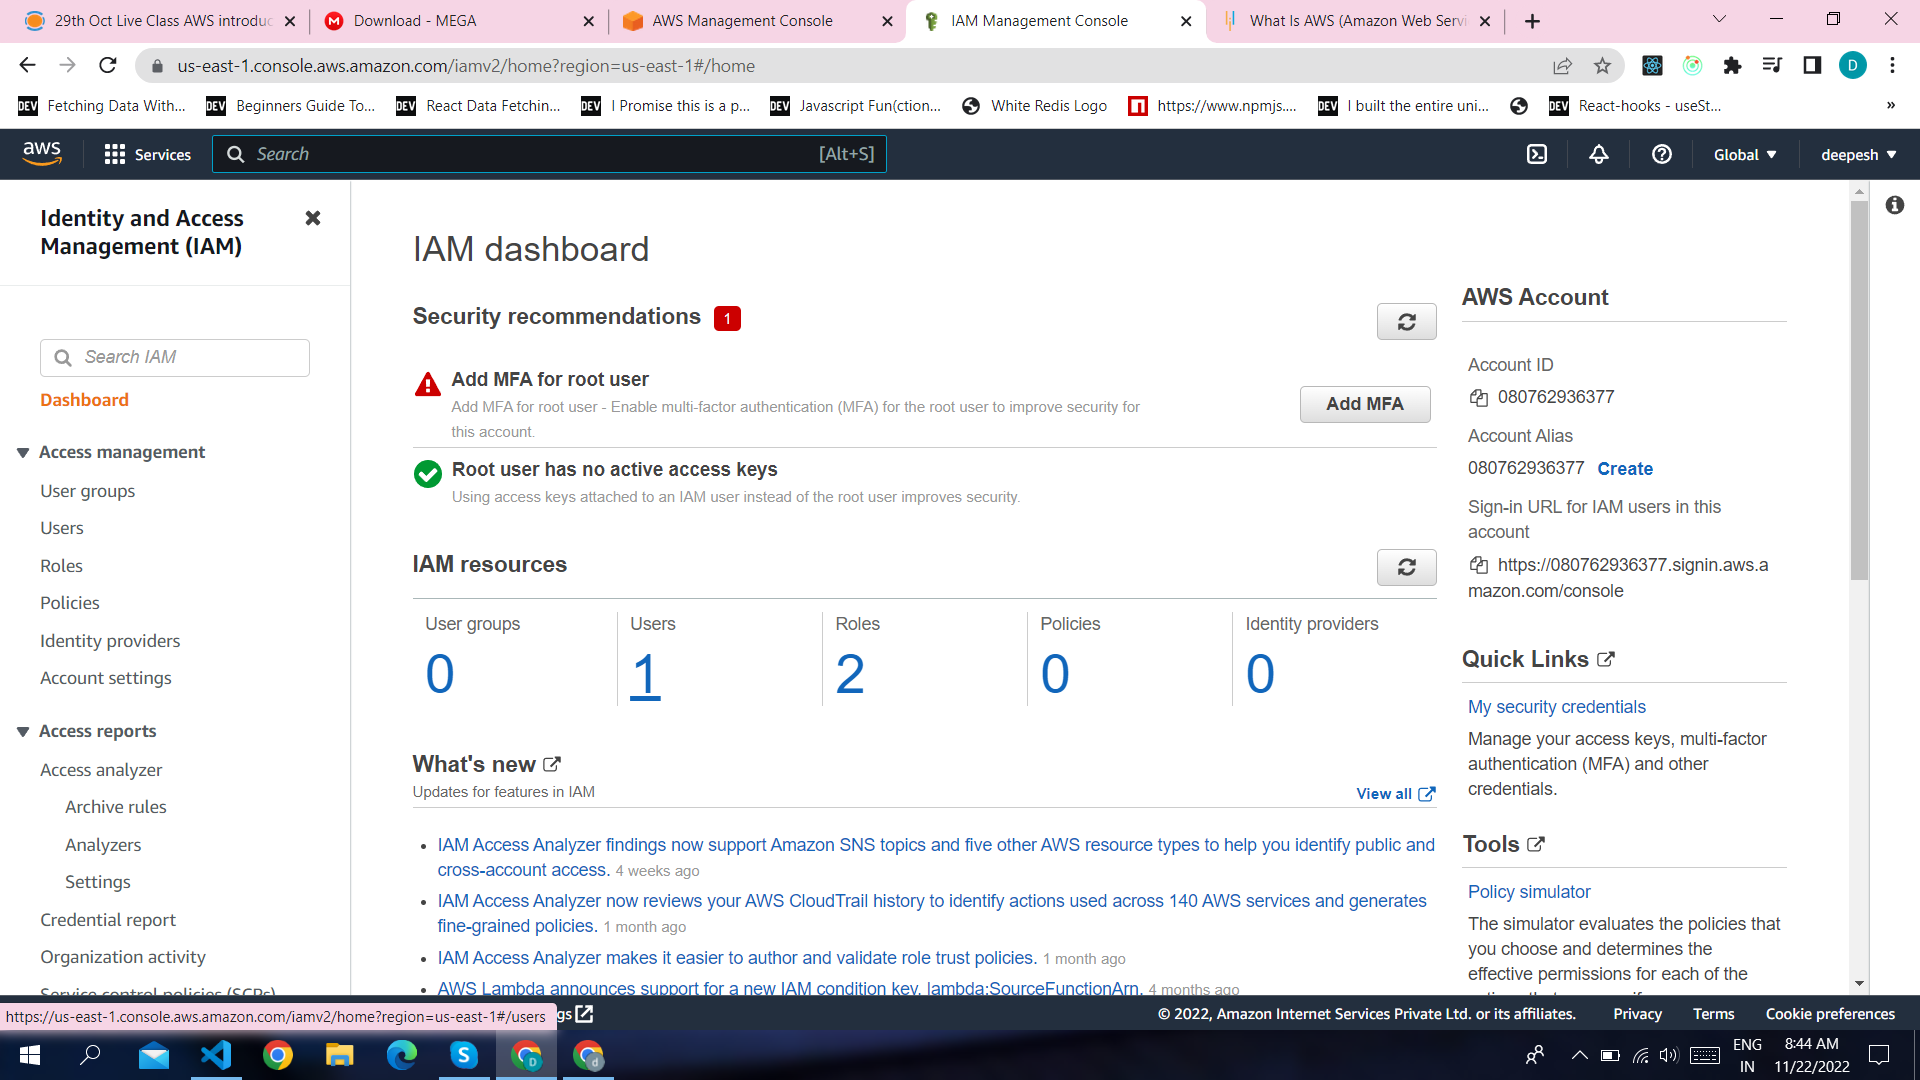 29th Oct Live Class AWS introduc
Download - MEGA
AWS Management Console
IAM Management Console
What Is AWS (Amazon Web Servi
us-east-1.console.aws.amazon.com/iamv2/home?region=us-east-1#/home
D
DEV Fetching Data With...
DEV Beginners Guide To...
DEV React Data Fetchin...
DEV I Promise this is a p...
DEV Javascript Fun(ction...
White Redis Logo
https://www.npmjs....
DEV I built the entire uni...
DEV React-hooks - useSt...
»
aws
Services
Search
[Alt+S]
Global
deepesh
Identity and Access
Management (IAM)
Search IAM
Dashboard
Access management
User groups
Users
Roles
Policies
Identity providers
Account settings
Access reports
Access analyzer
Archive rules
Analyzers
Settings
Credential report
Organization activity
Service control policies (SCPs)
IAM dashboard
Security recommendations 1
Add MFA for root user
Add MFA for root user - Enable multi-factor authentication (MFA) for the root user to improve security for
this account.
Add MFA
Root user has no active access keys
Using access keys attached to an IAM user instead of the root user improves security.
IAM resources
User groups
0
Users
1
Roles
2
Policies
0
Identity providers
0
What's new
Updates for features in IAM
View all
• IAM Access Analyzer findings now support Amazon SNS topics and five other AWS resource types to help you identify public and
cross-account access. 4 weeks ago
• IAM Access Analyzer now reviews your AWS CloudTrail history to identify actions used across 140 AWS services and generates
fine-grained policies. 1 month ago
• IAM Access Analyzer makes it easier to author and validate role trust policies. 1 month ago
• AWS Lambda announces support for a new IAM condition key, lambda:SourceFunctionArn. 4 months ago
AWS Account
Account ID
080762936377
Account Alias
080762936377 Create
Sign-in URL for IAM users in this
account
https://080762936377.signin.aws.a
mazon.com/console
Quick Links
My security credentials
Manage your access keys, multi-factor
authentication (MFA) and other
credentials.
Tools
Policy simulator
The simulator evaluates the policies that
you choose and determines the
effective permissions for each of the
https://us-east-1.console.aws.amazon.com/iamv2/home?region=us-east-1#/users
gs
© 2022, Amazon Internet Services Private Ltd. or its affiliates.
Privacy
Terms
Cookie preferences
ENG
IN
8:44 AM
11/22/2022